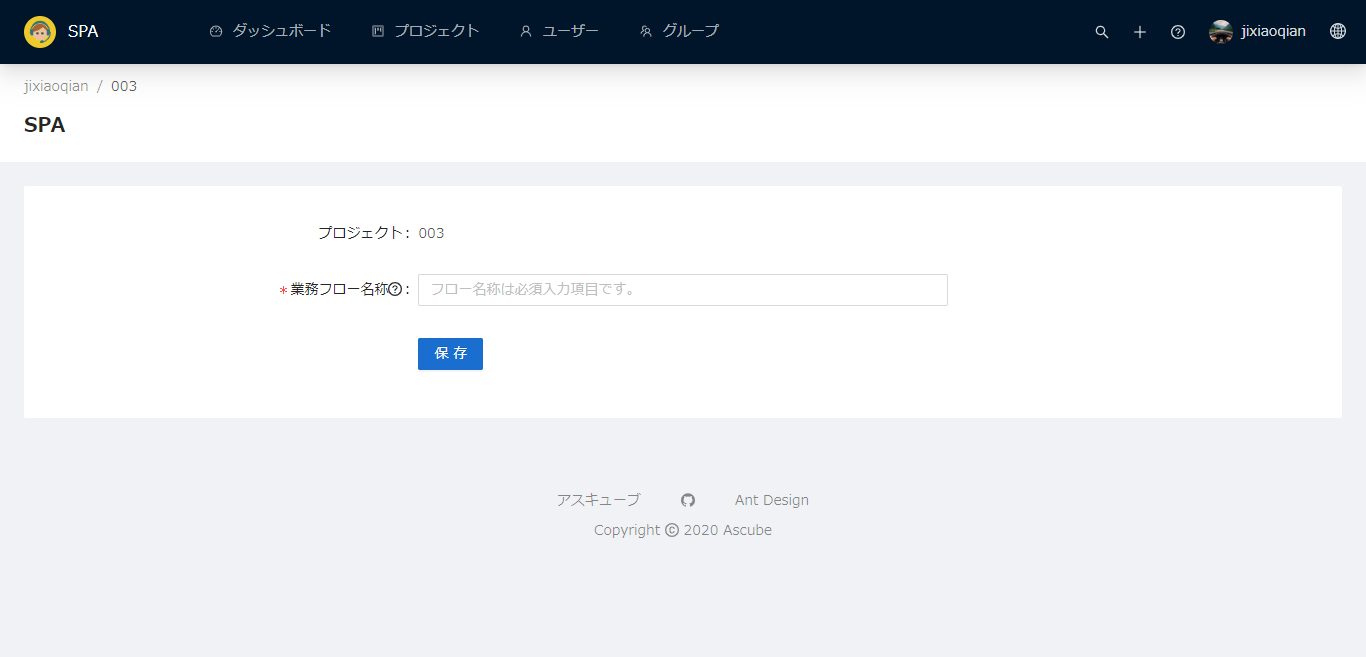 SPA ダッシュボード プロジェクト ユーザー グループ jixiaoqian
jixiaoqian / 003
SPA
プロジェクト: 003
*業務フロー名称?: フロー名称は必須入力項目です。
保 存
アスキューブ Ant Design
Copyright © 2020 Ascube